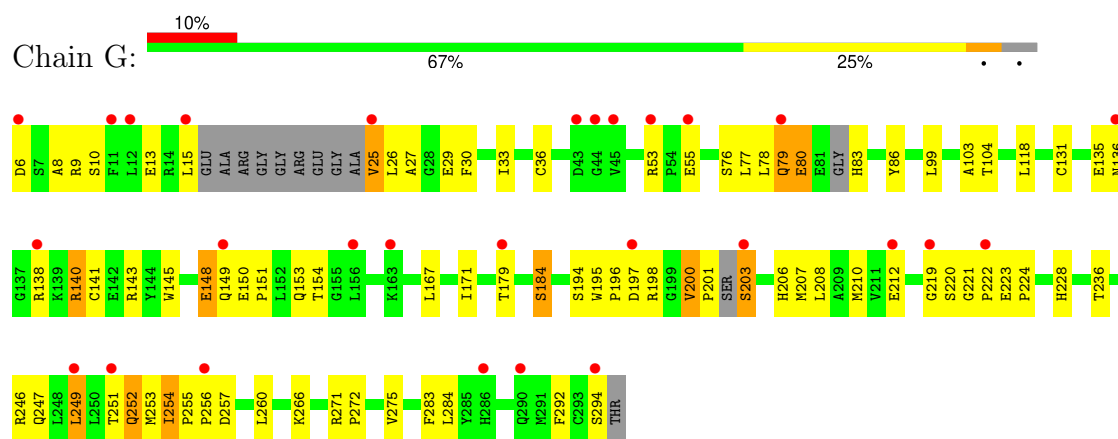 10%
Chain G:
67% 25% • •
D6 S7 A8 R9 S10 F11 L12 E13 R14 L15 GLU ALA ARG GLY GLY ARG GLU GLY ALA V25 L26 A27 G28 E29 F30 I33 C36 D43 G44 V45 R53 P54 E55 S76 L77 L78 Q79 E80 E81 GLY H83 Y86 L99 A103 T104 L118 C131 E135 N136
G137 R138 K139 R140 C141 E142 R143 Y144 W145 E148 Q149 E150 P151 L152 Q153 T154 G155 L156 K163 L167 I171 T179 S184 S194 W195 P196 D197 R198 G199 V200 P201 SER S203 H206 M207 L208 A209 M210 V211 E212 G219 S220 G221 P222 E223 P224 H228 T236
R246 Q247 L248 L249 L250 T251 Q252 M253 I254 P255 P256 D257 L260 K266 R271 P272 V275 F283 L284 Y285 H286 Q290 M291 F292 C293 S294 THR